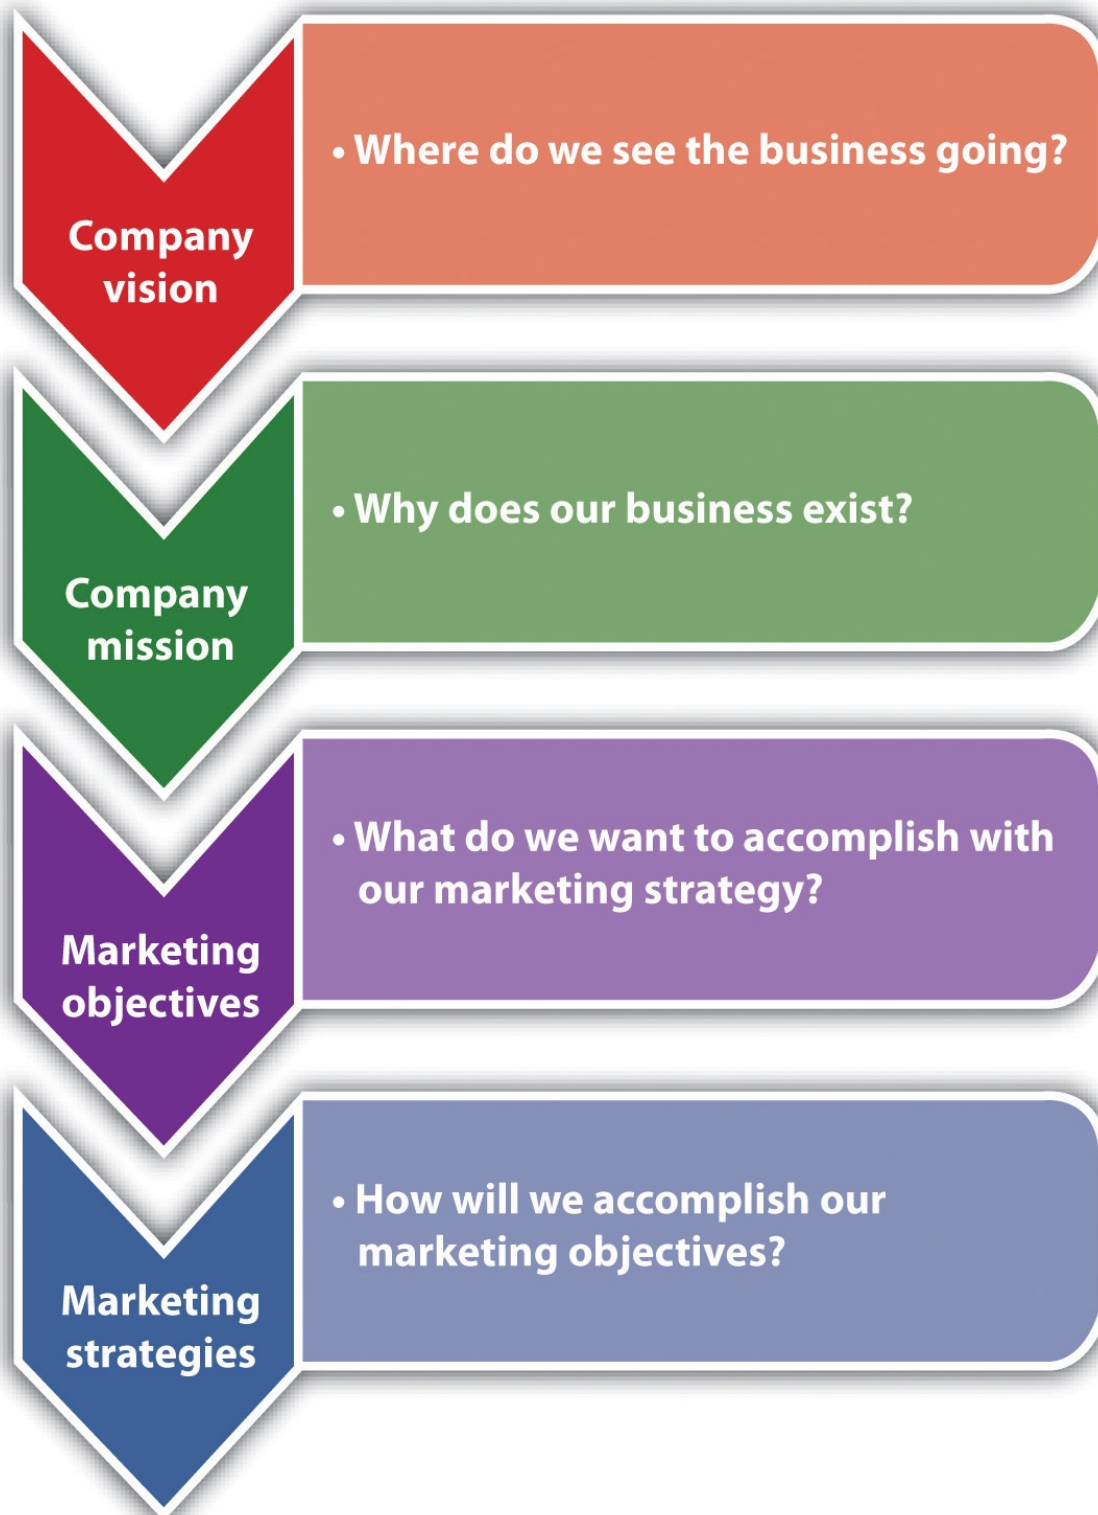 Company
vision
• Where do we see the business going?
Company
mission
• Why does our business exist?
Marketing
objectives
• What do we want to accomplish with
our marketing strategy?
Marketing
strategies
• How will we accomplish our
marketing objectives?